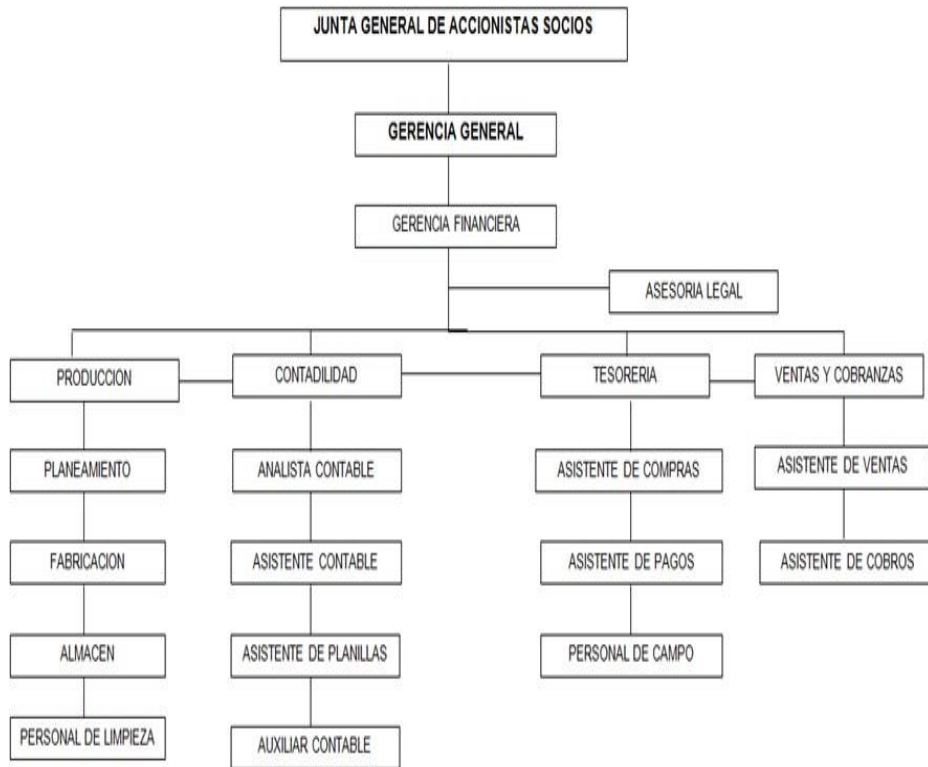 JUNTA GENERAL DE ACCIONISTAS SOCIOS
GERENCIA GENERAL
GERENCIA FINANCIERA
ASESORIA LEGAL
PRODUCCION
CONTADILIDAD
TESORERIA
VENTAS Y COBRANZAS
PLANEAMIENTO
ANALISTA CONTABLE
ASISTENTE DE COMPRAS
ASISTENTE DE VENTAS
FABRICACION
ASISTENTE CONTABLE
ASISTENTE DE PAGOS
ASISTENTE DE COBROS
ALMACEN
ASISTENTE DE PLANILLAS
PERSONAL DE CAMPO
PERSONAL DE LIMPIEZA
AUXILIAR CONTABLE